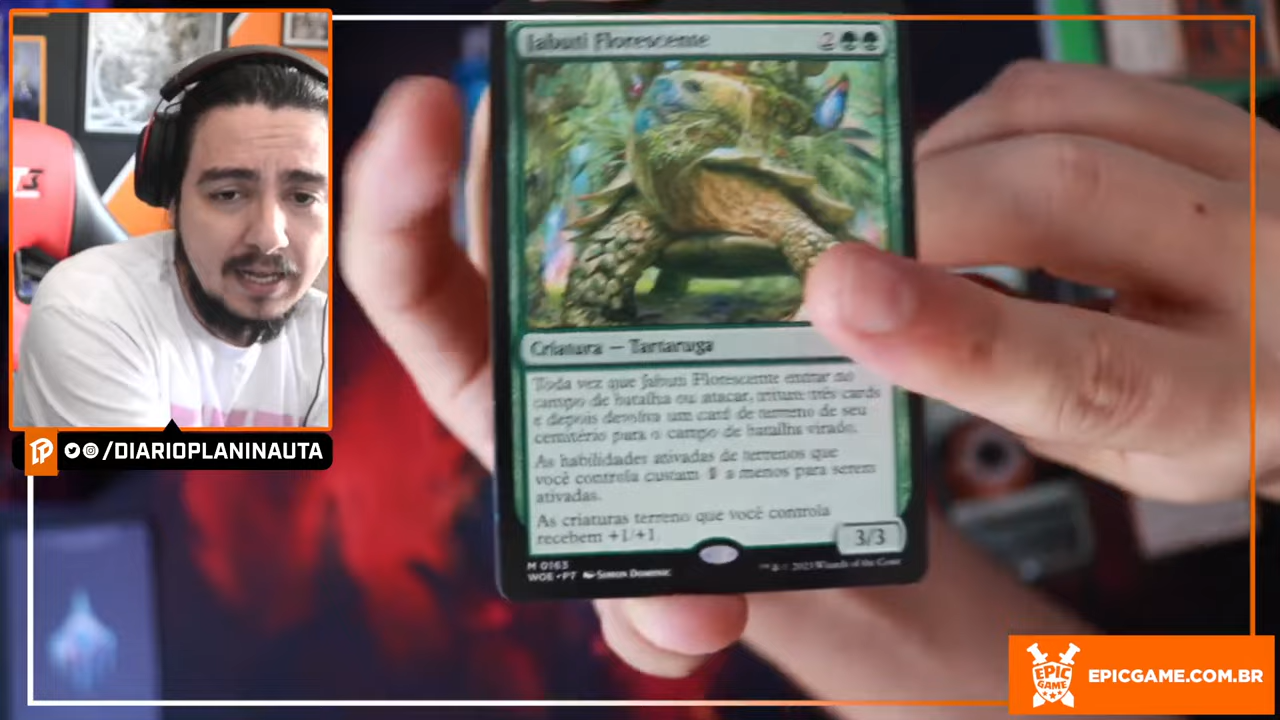 Jabuti Florescente 2
Criatura — Tartaruga
Toda vez que Jabuti Florescente entrar no
campo de batalha ou atacar, triture três cards
e depois devolva um card de terreno de seu
cemitério para o campo de batalha virado.
As habilidades ativadas de terrenos que
você controla custam 1 a menos para serem
ativadas.
As criaturas terreno que você controla
recebem +1/+1.
3/3
M 0163
WOE • PT Simon Dominic
™ & © 2023 Wizards of the Coast
/DIARIOPLANINAUTA
EPIC
GAME
EPICGAME.COM.BR